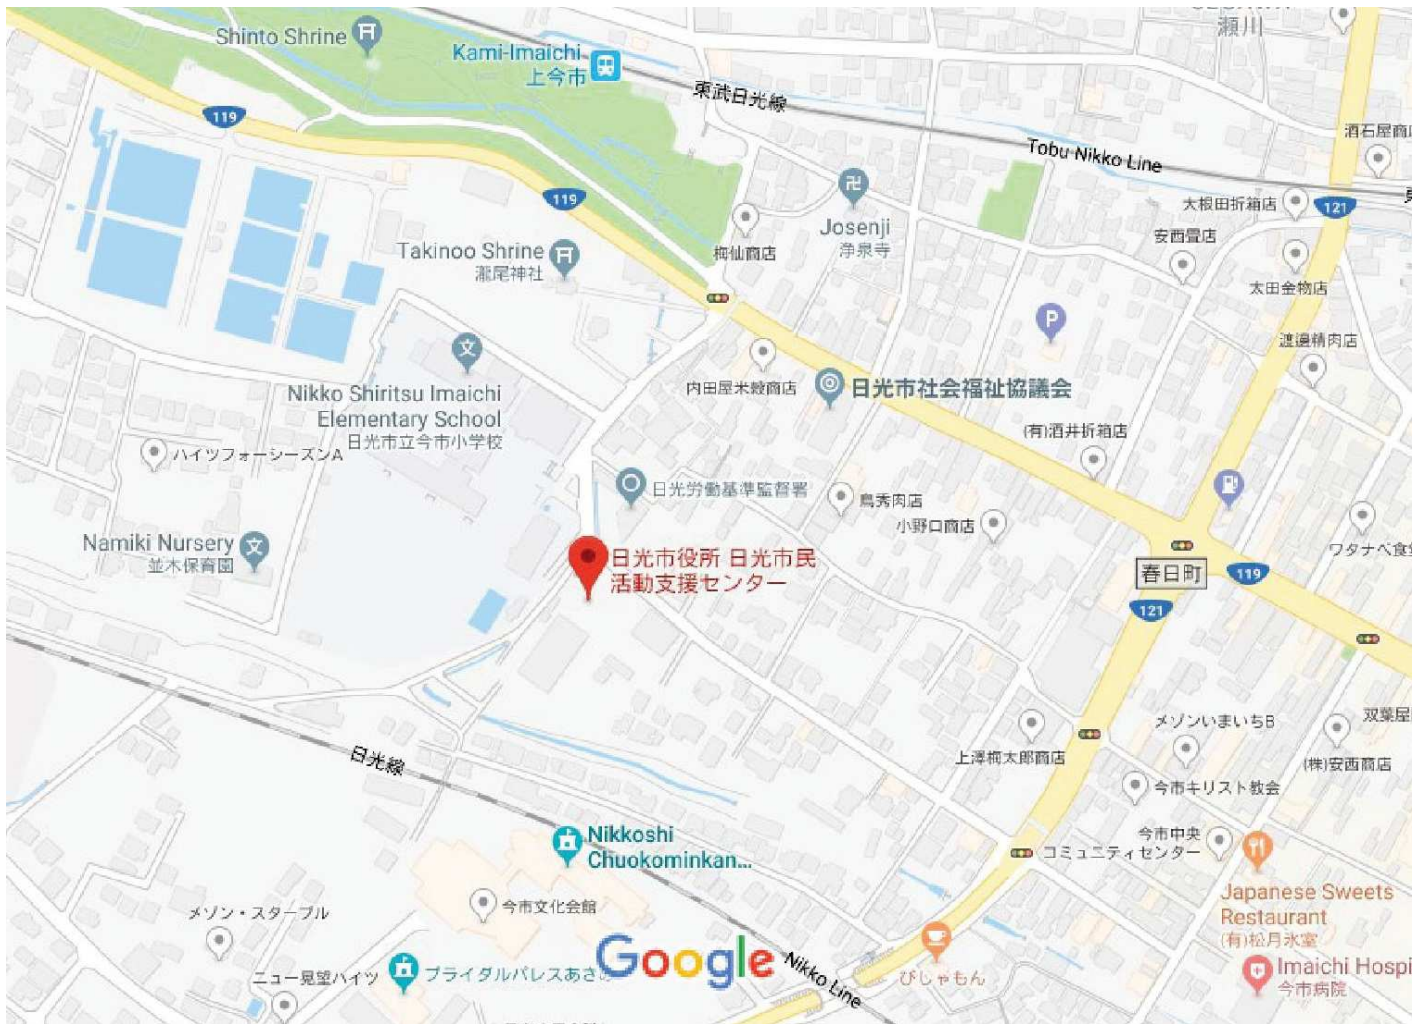 Shinto Shrine
Kami-Imaichi
上今市
瀬川
119
東武日光線
酒石屋商店
Tobu Nikko Line
119
大根田折箱店
121
Josenji
浄泉寺
梅仙商店
安西畳店
Takinoo Shrine
瀧尾神社
太田金物店
P
渡邊精肉店
文
Nikko Shiritsu Imaichi
Elementary School
日光市立今市小学校
内田屋米穀商店
日光市社会福祉協議会
(有)酒井折箱店
ハイツフォーシーズンA
日光労働基準監督署
鳥秀肉店
小野口商店
Namiki Nursery
並木保育園
文
日光市役所 日光市民
活動支援センター
ワタナベ食
春日町
119
121
双葉屋
メゾンいまいちB
上澤梅太郎商店
(株)安西商店
日光線
今市キリスト教会
Nikkoshi
Chuokominkan...
今市中央
コミュニティセンター
Japanese Sweets
Restaurant
(有)松月氷室
メゾン・スターブル
今市文化会館
Google
Nikko Line
びしゃもん
Imaichi Hospi
今市病院
ニュー見望ハイツ
ブライダルパレスあさの